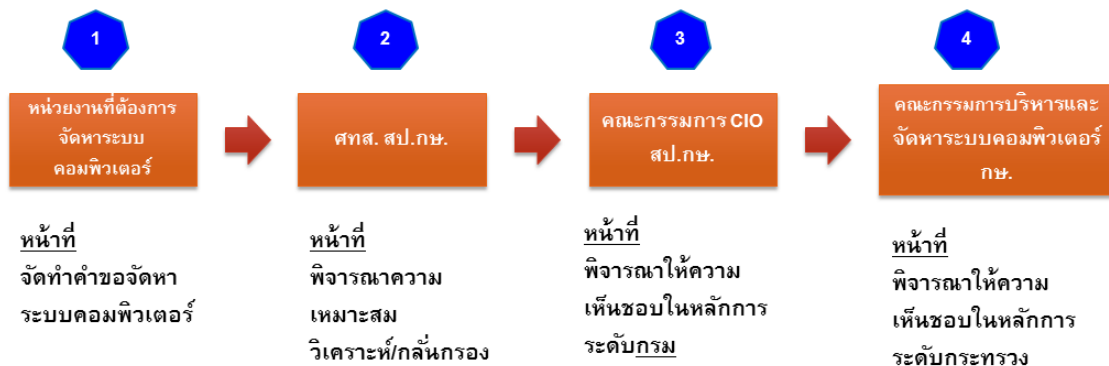 1
หน่วยงานที่ต้องการ
จัดหาระบบ
คอมพิวเตอร์
หน้าที่
จัดทำคำขอจัดหา
ระบบคอมพิวเตอร์
2
ศทส. สป.กษ.
หน้าที่
พิจารณาความ
เหมาะสม
วิเคราะห์/กลั่นกรอง
3
คณะกรรมการ CIO
สป.กษ.
หน้าที่
พิจารณาให้ความ
เห็นชอบในหลักการ
ระดับกรม
4
คณะกรรมการบริหารและ
จัดหาระบบคอมพิวเตอร์
กษ.
หน้าที่
พิจารณาให้ความ
เห็นชอบในหลักการ
ระดับกระทรวง